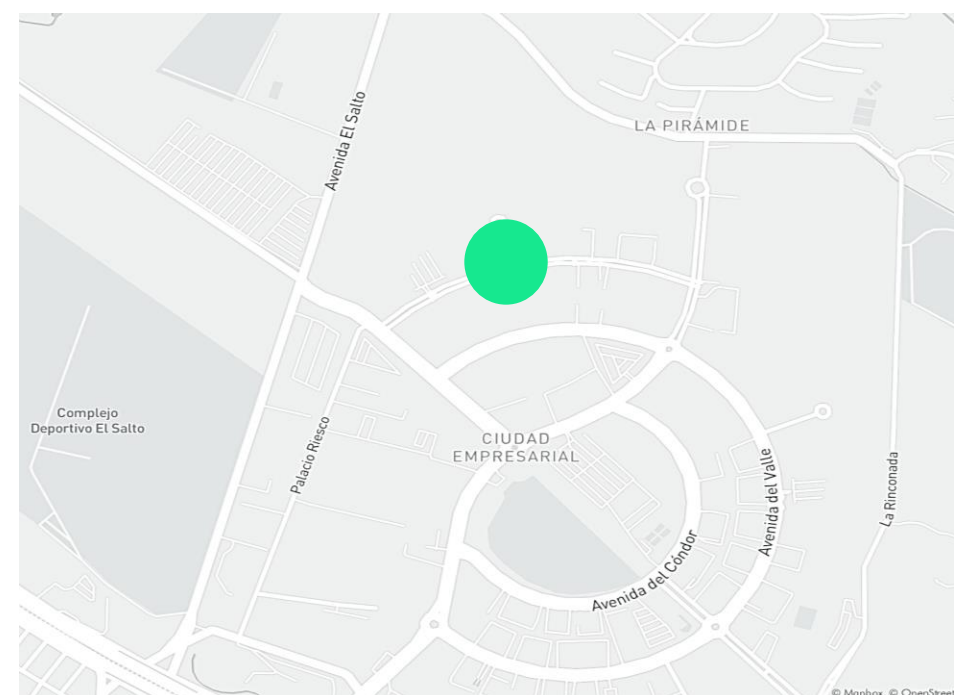 Avenida El Salto
LA PIRÁMIDE
Complejo
Deportivo El Salto
Palacio Riesco
CIUDAD
EMPRESARIAL
Avenida del Valle
La Rinconada
Avenida del Cóndor
© Mapbox, © OpenStreet